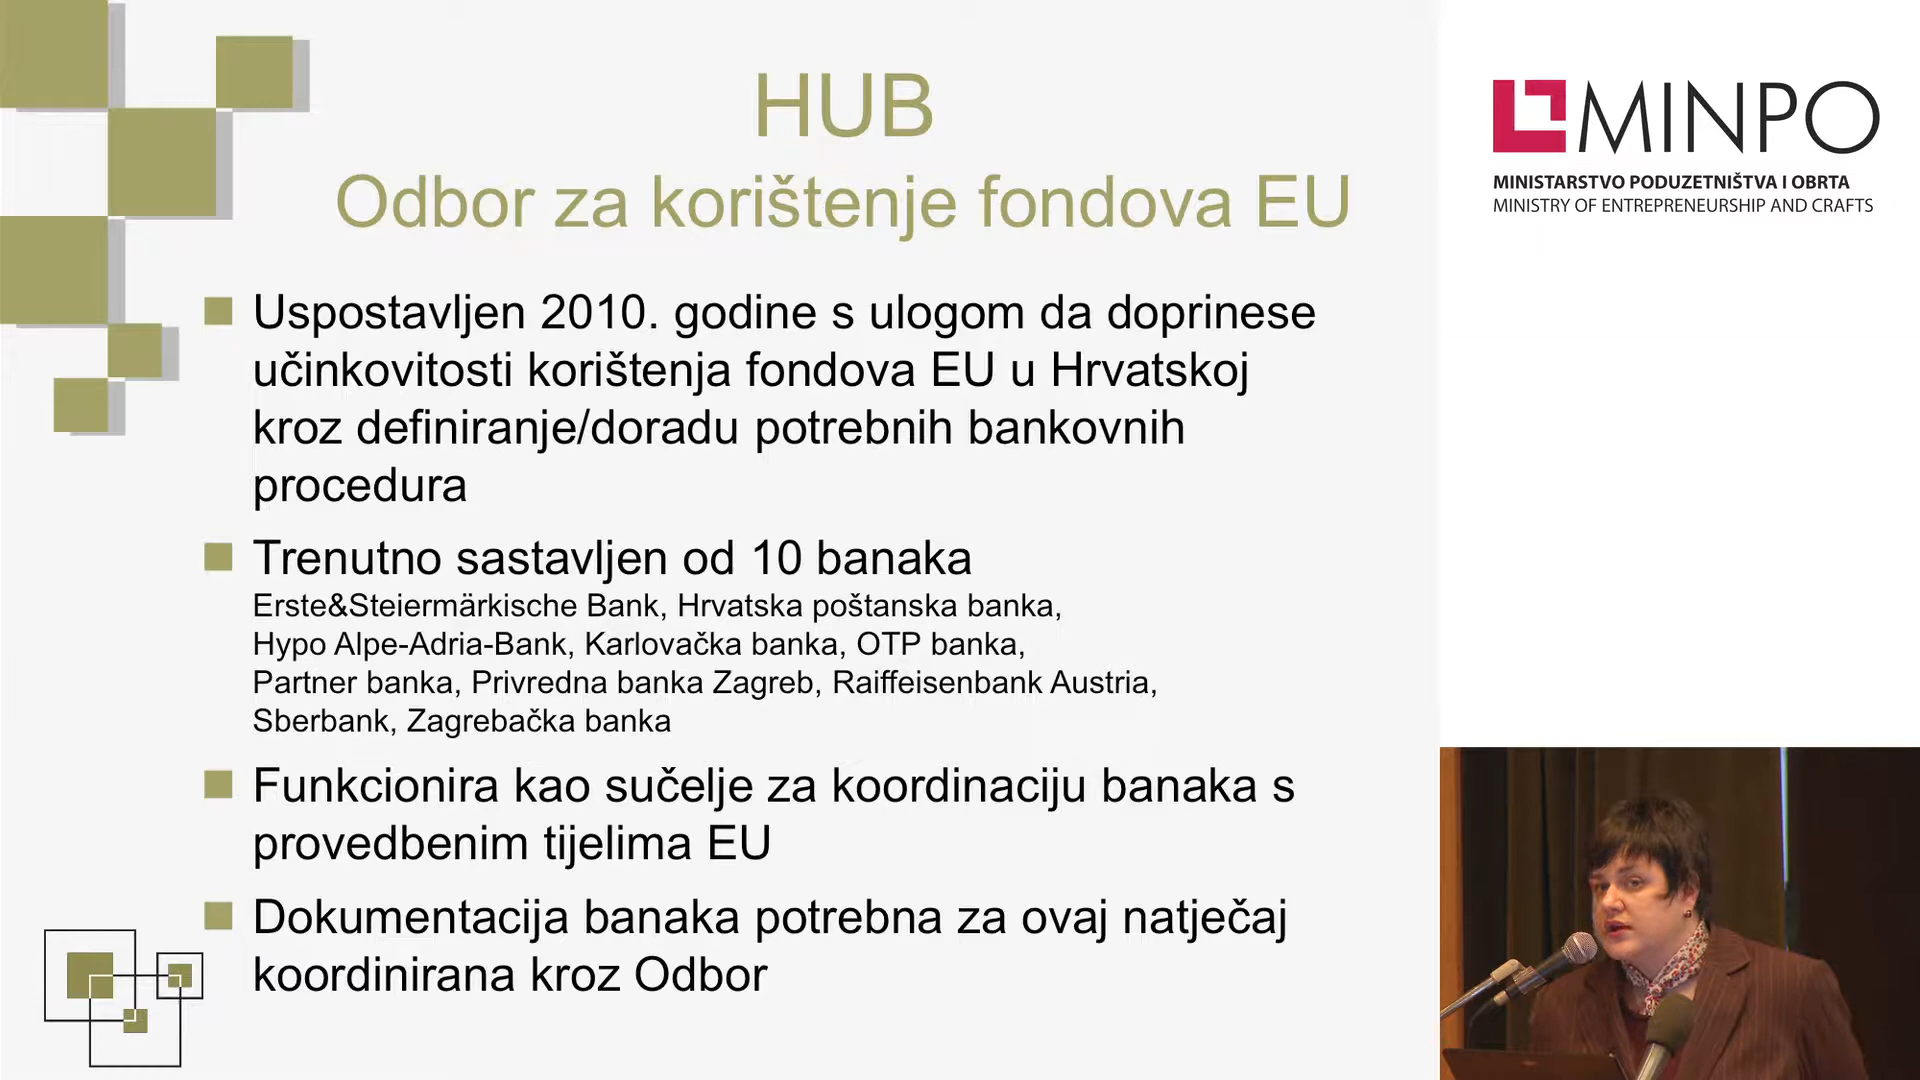 HUB
Odbor za korištenje fondova EU
Uspostavljen 2010. godine s ulogom da doprinese
učinkovitosti korištenja fondova EU u Hrvatskoj
kroz definiranje/doradu potrebnih bankovnih
procedura
Trenutno sastavljen od 10 banaka
Erste&Steiermärkische Bank, Hrvatska poštanska banka,
Hypo Alpe-Adria-Bank, Karlovačka banka, OTP banka,
Partner banka, Privredna banka Zagreb, Raiffeisenbank Austria,
Sberbank, Zagrebačka banka
Funkcionira kao sučelje za koordinaciju banaka s
provedbenim tijelima EU
Dokumentacija banaka potrebna za ovaj natječaj
koordinirana kroz Odbor
MINPO
MINISTARSTVO PODUZETNIŠTVA I OBRTA
MINISTRY OF ENTREPRENEURSHIP AND CRAFTS